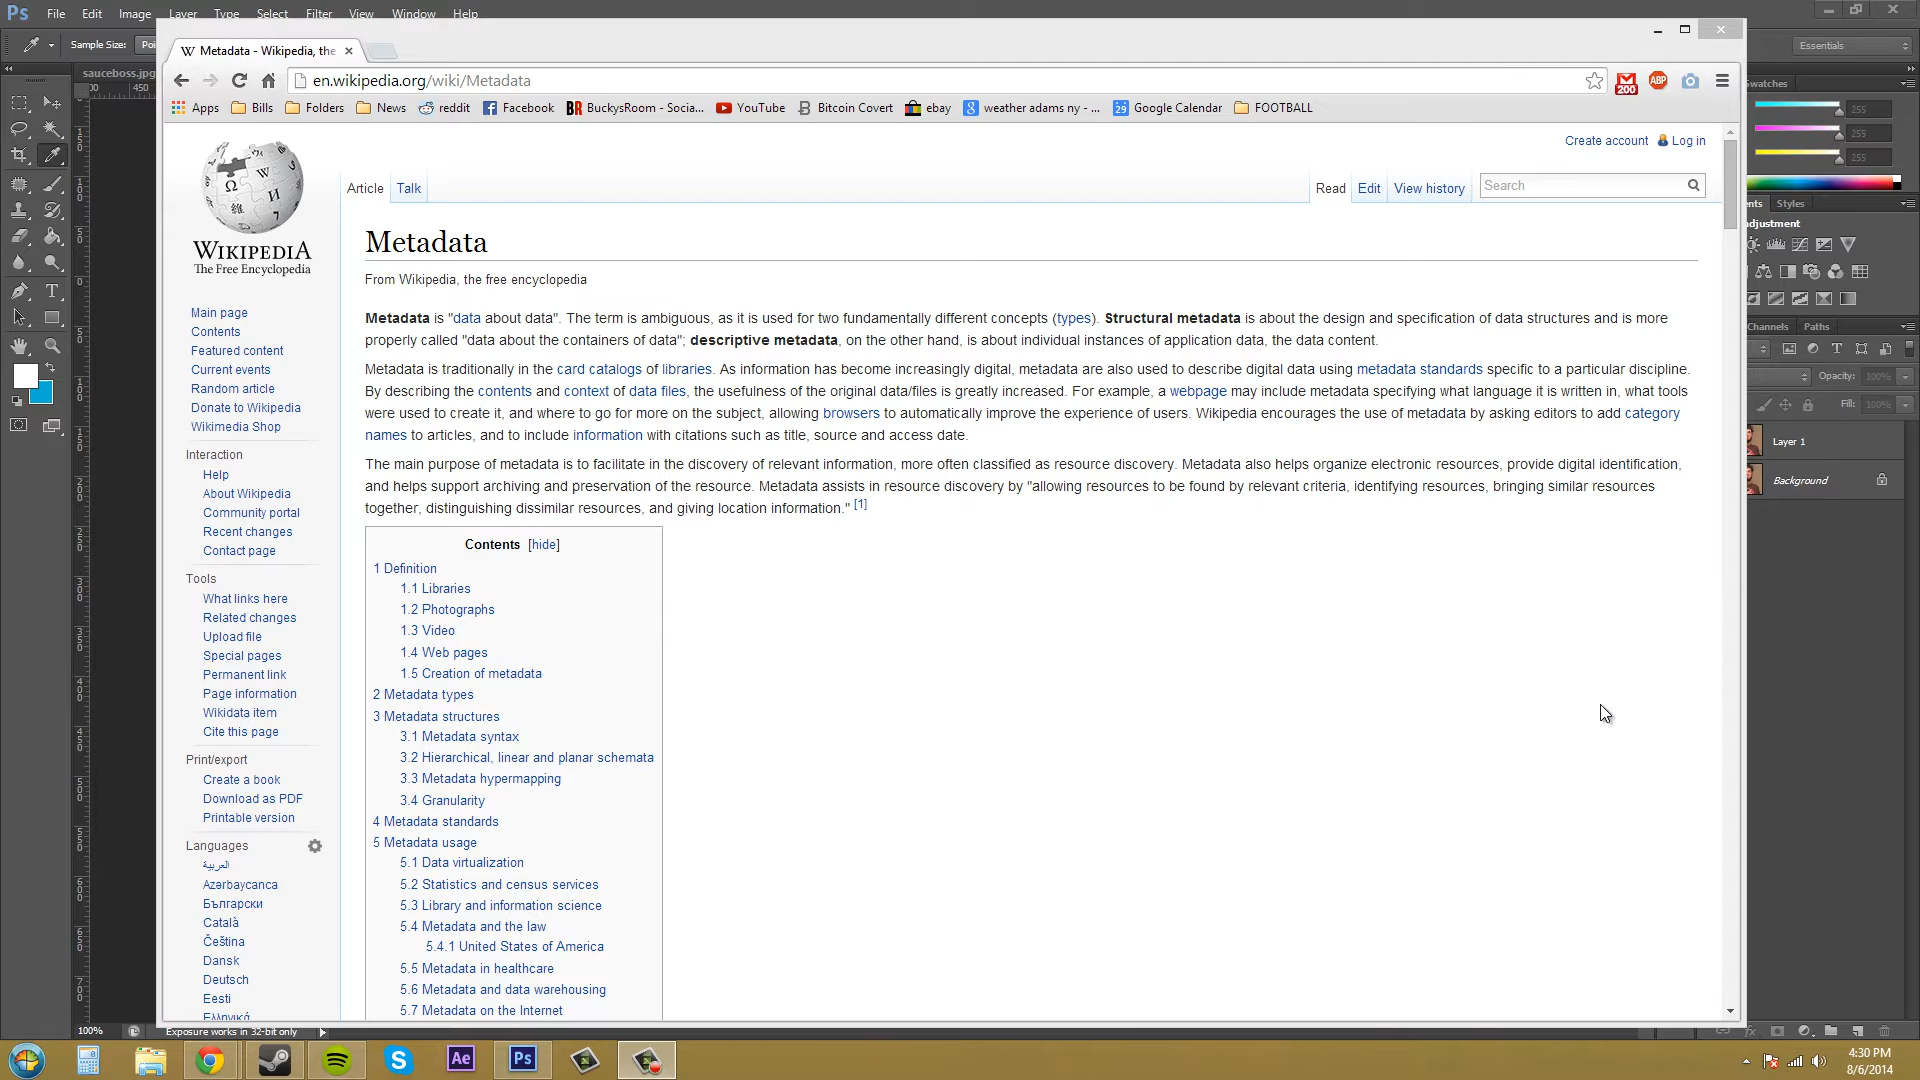 Ps File Edit Image Layer Type Select Filter View Window Help
Sample Size:
Essentials
sauceboss.jpg
Metadata - Wikipedia, the
en.wikipedia.org/wiki/Metadata
200
ABP
Apps Bills Folders News reddit Facebook BR BuckysRoom - Socia... YouTube Bitcoin Covert ebay weather adams ny - ... 29 Google Calendar FOOTBALL
Create account Log in
Article Talk Read Edit View history Search
WIKIPEDIA
The Free Encyclopedia
Metadata
From Wikipedia, the free encyclopedia
Metadata is "data about data". The term is ambiguous, as it is used for two fundamentally different concepts (types). Structural metadata is about the design and specification of data structures and is more
properly called "data about the containers of data"; descriptive metadata, on the other hand, is about individual instances of application data, the data content.
Metadata is traditionally in the card catalogs of libraries. As information has become increasingly digital, metadata are also used to describe digital data using metadata standards specific to a particular discipline.
By describing the contents and context of data files, the usefulness of the original data/files is greatly increased. For example, a webpage may include metadata specifying what language it is written in, what tools
were used to create it, and where to go for more on the subject, allowing browsers to automatically improve the experience of users. Wikipedia encourages the use of metadata by asking editors to add category
names to articles, and to include information with citations such as title, source and access date.
The main purpose of metadata is to facilitate in the discovery of relevant information, more often classified as resource discovery. Metadata also helps organize electronic resources, provide digital identification,
and helps support archiving and preservation of the resource. Metadata assists in resource discovery by "allowing resources to be found by relevant criteria, identifying resources, bringing similar resources
together, distinguishing dissimilar resources, and giving location information." [1]
Contents [hide]
1 Definition
1.1 Libraries
1.2 Photographs
1.3 Video
1.4 Web pages
1.5 Creation of metadata
2 Metadata types
3 Metadata structures
3.1 Metadata syntax
3.2 Hierarchical, linear and planar schemata
3.3 Metadata hypermapping
3.4 Granularity
4 Metadata standards
5 Metadata usage
5.1 Data virtualization
5.2 Statistics and census services
5.3 Library and information science
5.4 Metadata and the law
5.4.1 United States of America
5.5 Metadata in healthcare
5.6 Metadata and data warehousing
5.7 Metadata on the Internet
Main page
Contents
Featured content
Current events
Random article
Donate to Wikipedia
Wikimedia Shop
Interaction
Help
About Wikipedia
Community portal
Recent changes
Contact page
Tools
What links here
Related changes
Upload file
Special pages
Permanent link
Page information
Wikidata item
Cite this page
Print/export
Create a book
Download as PDF
Printable version
Languages
العربية
Azərbaycanca
Български
Català
Čeština
Dansk
Deutsch
Eesti
Ελληνικά
Swatches
255
255
255
Styles
Channels Paths
Opacity: 100%
Fill: 100%
Layer 1
Background
100% Exposure works in 32-bit only
Ae Ps
4:30 PM
8/6/2014